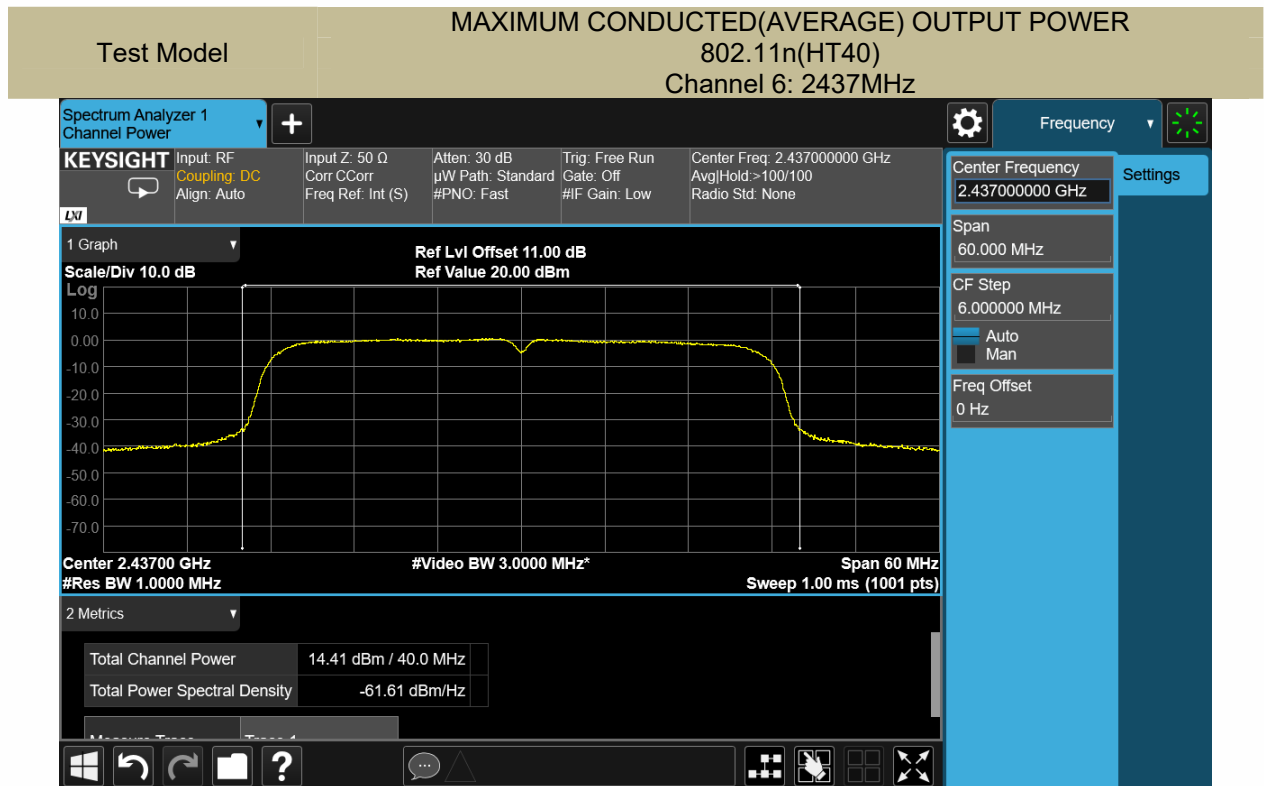 Test Model
MAXIMUM CONDUCTED(AVERAGE) OUTPUT POWER
802.11n(HT40)
Channel 6: 2437MHz
Spectrum Analyzer 1
Channel Power
Frequency
KEYSIGHT
LXI
Input: RF
Coupling: DC
Align: Auto
Input Z: 50 Ω
Corr CCorr
Freq Ref: Int (S)
Atten: 30 dB
µW Path: Standard
#PNO: Fast
Trig: Free Run
Gate: Off
#IF Gain: Low
Center Freq: 2.437000000 GHz
Avg|Hold:>100/100
Radio Std: None
Center Frequency
2.437000000 GHz
Settings
Span
60.000 MHz
CF Step
6.000000 MHz
Auto
Man
Freq Offset
0 Hz
1 Graph
Scale/Div 10.0 dB
Ref Lvl Offset 11.00 dB
Ref Value 20.00 dBm
Log
10.0
0.00
-10.0
-20.0
-30.0
-40.0
-50.0
-60.0
-70.0
Center 2.43700 GHz
#Video BW 3.0000 MHz*
Span 60 MHz
#Res BW 1.0000 MHz
Sweep 1.00 ms (1001 pts)
2 Metrics
Total Channel Power 14.41 dBm / 40.0 MHz
Total Power Spectral Density -61.61 dBm/Hz
Measure Trace Trace 1
?